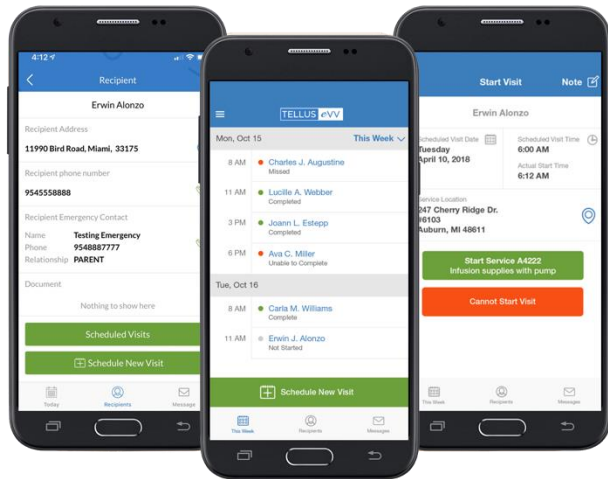 4:12
Recipient
Erwin Alonzo
Recipient Address
11990 Bird Road, Miami, 33175
Recipient phone number
9545558888
Recipient Emergency Contact
Name Testing Emergency
Phone 9548887777
Relationship PARENT
Document
Nothing to show here
Scheduled Visits
Schedule New Visit
Today Recipients Message
TELLUS eVV
Mon, Oct 15 This Week
8 AM Charles J. Augustine
Missed
11 AM Lucille A. Webber
Completed
3 PM Joann L. Estepp
Completed
6 PM Ava C. Miller
Unable to Complete
Tue, Oct 16
8 AM Carla M. Williams
Complete
11 AM Erwin J. Alonzo
Not Started
Schedule New Visit
This Week Recipients Messages
Start Visit Note
Erwin Alonzo
Scheduled Visit Date Scheduled Visit Time
Tuesday 6:00 AM
April 10, 2018
Actual Start Time
6:12 AM
Service Location
247 Cherry Ridge Dr.
#6103
Auburn, MI 48611
Start Service A4222
Infusion supplies with pump
Cannot Start Visit
This Week Recipients Messages